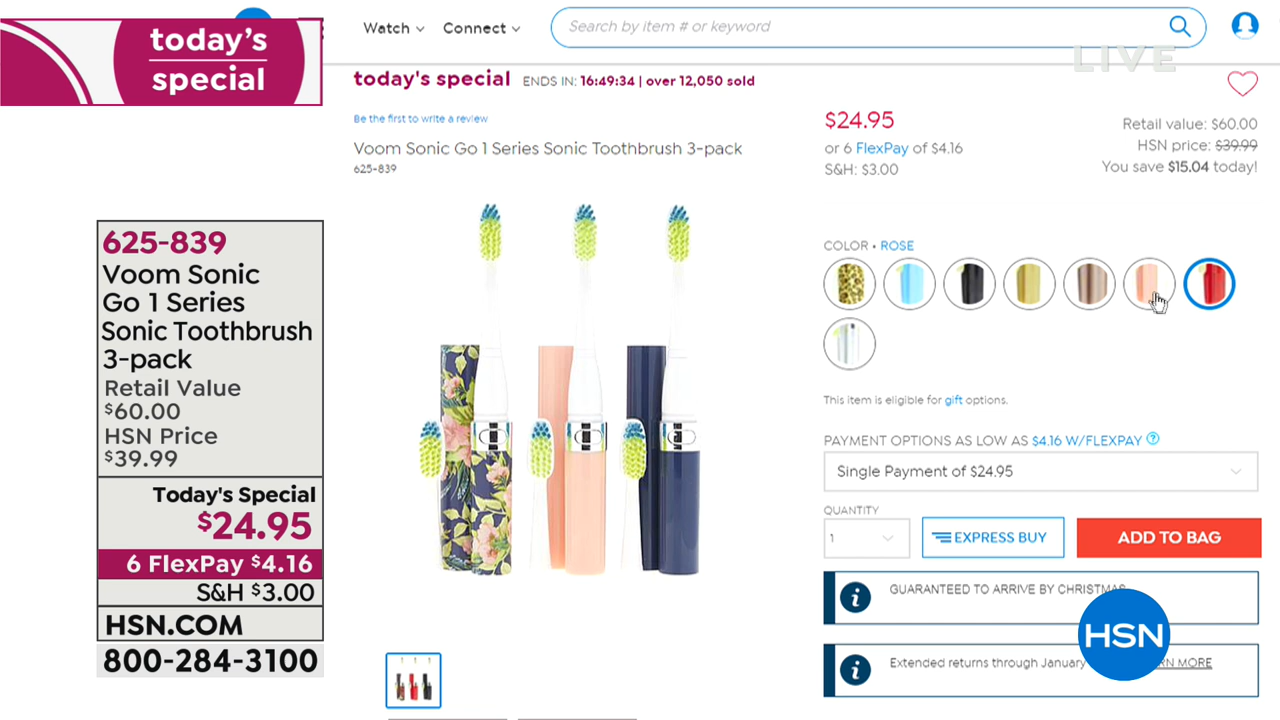 today's
special
Watch
Connect
Search by item # or keyword
LIVE
today's special ENDS IN: 16:49:34 | over 12,050 sold
Be the first to write a review
Voom Sonic Go 1 Series Sonic Toothbrush 3-pack
625-839
$24.95
or 6 FlexPay of $4.16
S&H: $3.00
Retail value: $60.00
HSN price: $39.99
You save $15.04 today!
COLOR • ROSE
This item is eligible for gift options.
PAYMENT OPTIONS AS LOW AS $4.16 W/FLEXPAY ?
Single Payment of $24.95
QUANTITY
1
EXPRESS BUY
ADD TO BAG
i GUARANTEED TO ARRIVE BY CHRISTMAS
HSN
i Extended returns through January
MORE
625-839
Voom Sonic
Go 1 Series
Sonic Toothbrush
3-pack
Retail Value
$60.00
HSN Price
$39.99
Today's Special
$24.95
6 FlexPay $4.16
S&H $3.00
HSN.COM
800-284-3100